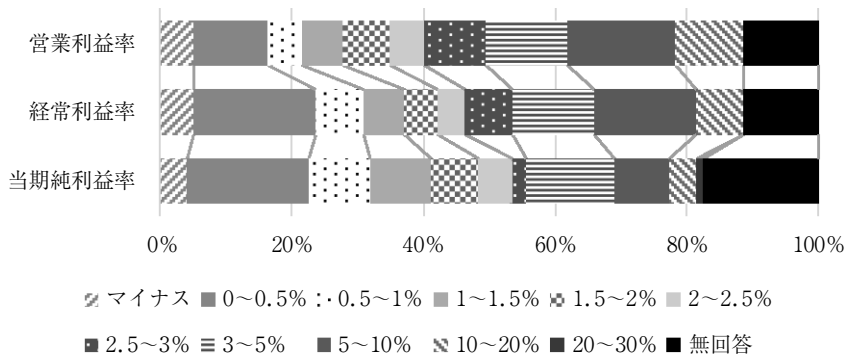 営業利益率
経常利益率
当期純利益率
0% 20% 40% 60% 80% 100%
マイナス 0～0.5% 0.5～1% 1～1.5% 1.5～2% 2～2.5%
2.5～3% 3～5% 5～10% 10～20% 20～30% 無回答